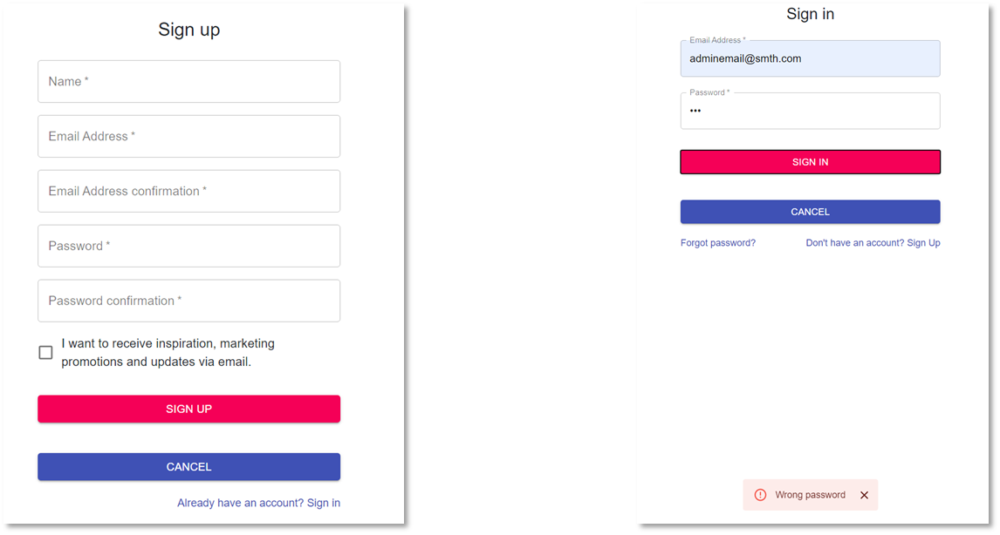 Sign up
Name *
Email Address *
Email Address confirmation *
Password *
Password confirmation *
I want to receive inspiration, marketing
promotions and updates via email.
SIGN UP
CANCEL
Already have an account? Sign in
Sign in
Email Address *
adminemail@smth.com
Password *
•••
SIGN IN
CANCEL
Forgot password?
Don't have an account? Sign Up
Wrong password